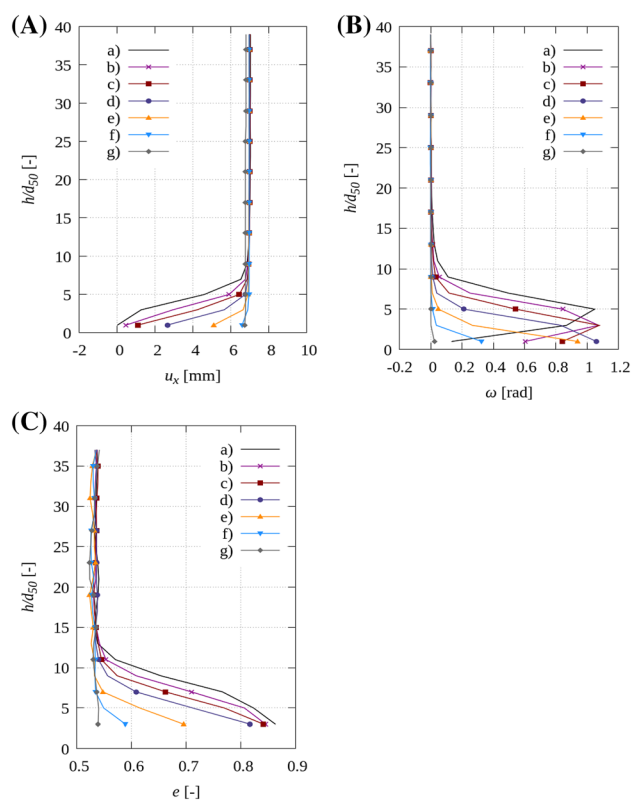 (A)
40
35
30
25
20
15
10
5
0
h/d50 [-]
a)
b)
c)
d)
e)
f)
g)
-2 0 2 4 6 8 10
ux [mm]
(B)
40
35
30
25
20
15
10
5
0
h/d50 [-]
a)
b)
c)
d)
e)
f)
g)
-0.2 0 0.2 0.4 0.6 0.8 1 1.2
ω [rad]
(C)
40
35
30
25
20
15
10
5
0
h/d50 [-]
a)
b)
c)
d)
e)
f)
g)
0.5 0.6 0.7 0.8 0.9
e [-]